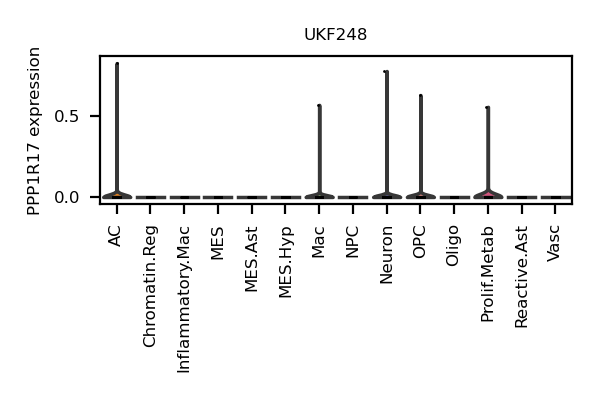 UKF248
PPP1R17 expression
0.5
0.0
AC
Chromatin.Reg
Inflammatory.Mac
MES
MES.Ast
MES.Hyp
Mac
NPC
Neuron
OPC
Oligo
Prolif.Metab
Reactive.Ast
Vasc